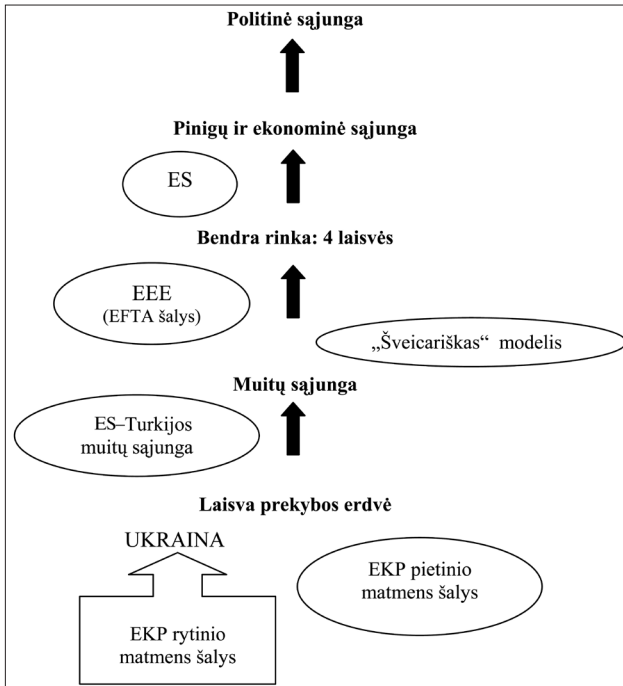 Politinė sąjunga
Pinigų ir ekonominė sąjunga
ES
Bendra rinka: 4 laisvės
EEE
(EFTA šalys)
„Šveicariškas“ modelis
Muitų sąjunga
ES–Turkijos
muitų sąjunga
Laisva prekybos erdvė
UKRAINA
EKP pietinio
matmens šalys
EKP rytinio
matmens šalys